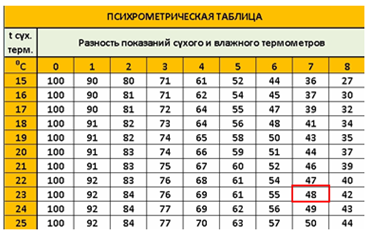 ПСИХРОМЕТРИЧЕСКАЯ ТАБЛИЦА
t сух. терм. Разность показаний сухого и влажного термометров
⁰C 0 1 2 3 4 5 6 7 8
15 100 90 80 71 61 52 44 36 27
16 100 90 81 71 62 54 45 37 30
17 100 90 81 72 64 55 47 39 32
18 100 91 82 73 64 56 48 41 34
19 100 91 82 74 65 58 50 43 35
20 100 91 83 74 66 59 51 44 37
21 100 91 83 75 67 60 52 46 39
22 100 92 83 76 68 61 54 47 40
23 100 92 84 76 69 61 55 48 42
24 100 92 84 77 69 62 56 49 43
25 100 92 84 77 70 63 57 50 44